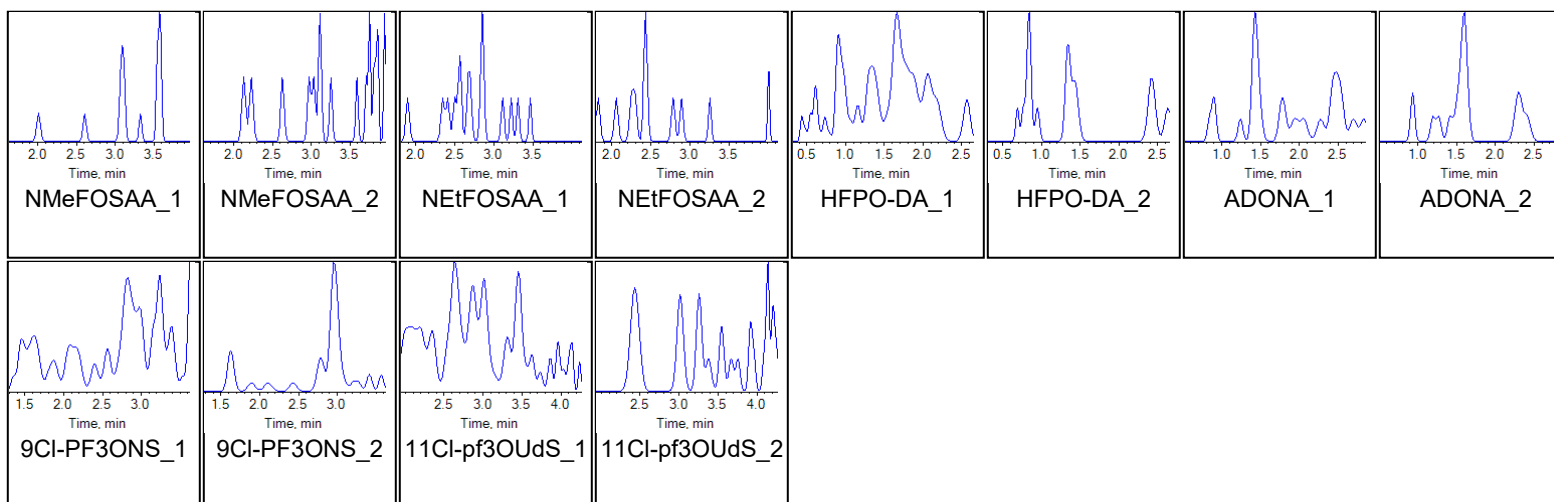 2.0 2.5 3.0 3.5 2.0 2.5 3.0 3.5 2.0 2.5 3.0 3.5 2.0 2.5 3.0 3.5 0.5 1.0 1.5 2.0 2.5 0.5 1.0 1.5 2.0 2.5 1.0 1.5 2.0 2.5 1.0 1.5 2.0 2.5
Time, min Time, min Time, min Time, min Time, min Time, min Time, min Time, min
NMeFOSAA_1 NMeFOSAA_2 NEtFOSAA_1 NEtFOSAA_2 HFPO-DA_1 HFPO-DA_2 ADONA_1 ADONA_2
1.5 2.0 2.5 3.0 1.5 2.0 2.5 3.0 2.5 3.0 3.5 4.0 2.5 3.0 3.5 4.0
Time, min Time, min Time, min Time, min
9Cl-PF3ONS_1 9Cl-PF3ONS_2 11Cl-pf3OUdS_1 11Cl-pf3OUdS_2